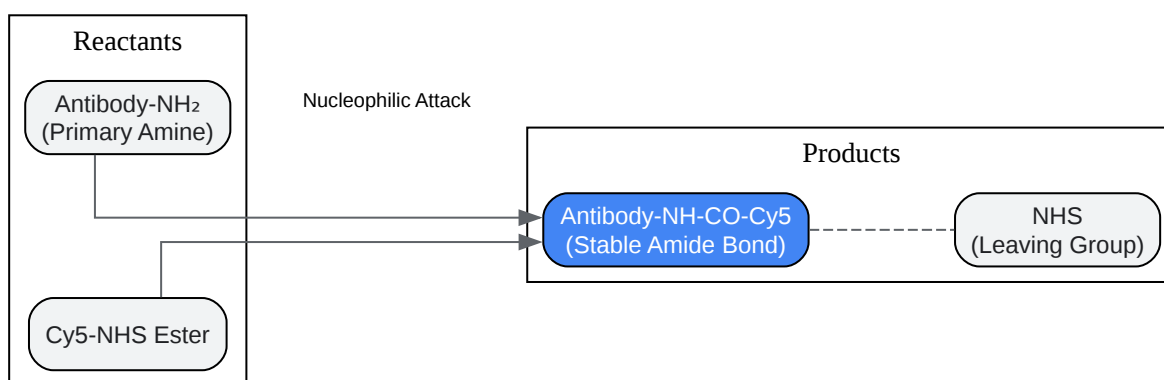 Reactants
Antibody-NH₂
(Primary Amine)
Cy5-NHS Ester
Nucleophilic Attack
Products
Antibody-NH-CO-Cy5
(Stable Amide Bond)
NHS
(Leaving Group)